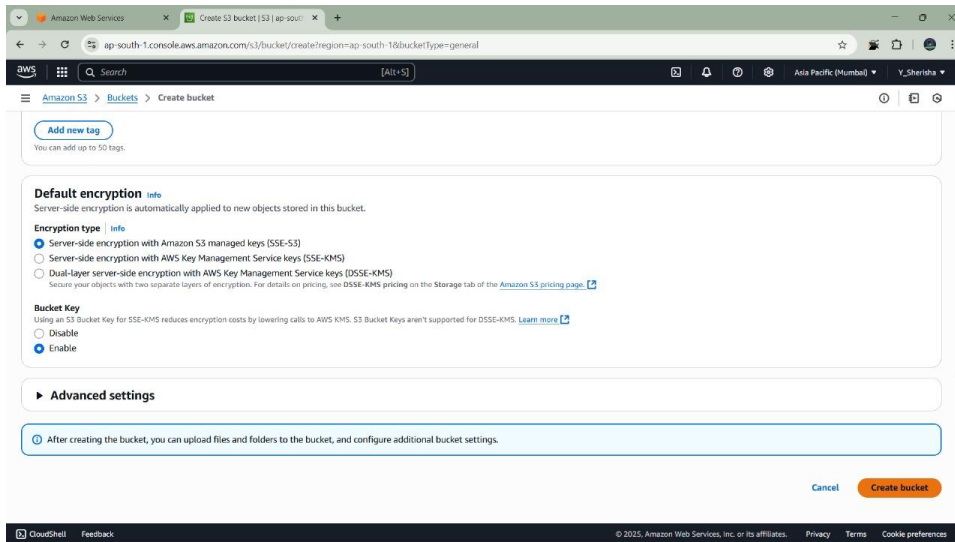 Amazon Web Services
Create S3 bucket | S3 | ap-sout
ap-south-1.console.aws.amazon.com/s3/bucket/create?region=ap-south-1&bucketType=general
aws
Search
[Alt+S]
Asia Pacific (Mumbai)
Y_Sherisha
Amazon S3 > Buckets > Create bucket
Add new tag
You can add up to 50 tags.
Default encryption Info
Server-side encryption is automatically applied to new objects stored in this bucket.
Encryption type | Info
Server-side encryption with Amazon S3 managed keys (SSE-S3)
Server-side encryption with AWS Key Management Service keys (SSE-KMS)
Dual-layer server-side encryption with AWS Key Management Service keys (DSSE-KMS)
Secure your objects with two separate layers of encryption. For details on pricing, see DSSE-KMS pricing on the Storage tab of the Amazon S3 pricing page.
Bucket Key
Using an S3 Bucket Key for SSE-KMS reduces encryption costs by lowering calls to AWS KMS. S3 Bucket Keys aren't supported for DSSE-KMS. Learn more
Disable
Enable
Advanced settings
After creating the bucket, you can upload files and folders to the bucket, and configure additional bucket settings.
Cancel
Create bucket
CloudShell Feedback
© 2025, Amazon Web Services, Inc. or its affiliates. Privacy Terms Cookie preferences